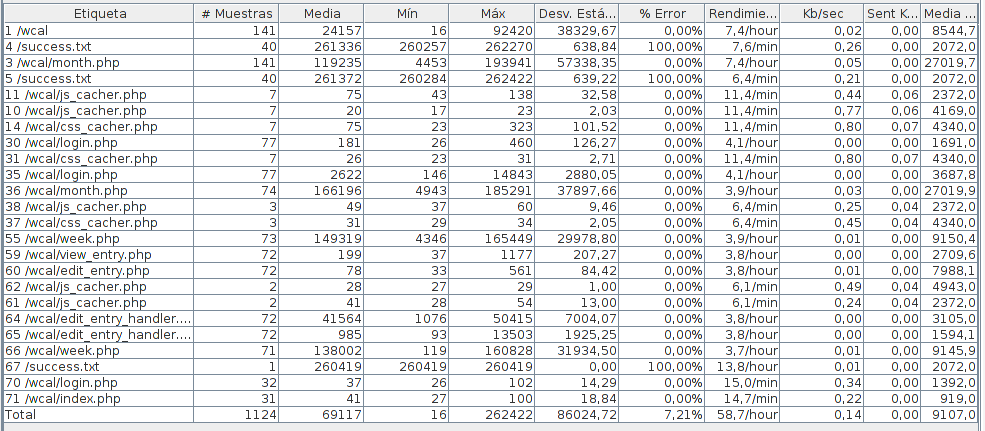 Etiqueta # Muestras Media Mín Máx Desv. Está... % Error Rendimie... Kb/sec Sent K... Media ...
1 /wcal 141 24157 16 92420 38329,67 0,00% 7,4/hour 0,02 0,00 8544,7
4 /success.txt 40 261336 260257 262270 638,84 100,00% 7,6/min 0,26 0,00 2072,0
3 /wcal/month.php 141 119235 4453 193941 57338,35 0,00% 7,4/hour 0,05 0,00 27019,7
5 /success.txt 40 261372 260284 262422 639,22 100,00% 6,4/min 0,21 0,00 2072,0
11 /wcal/js_cacher.php 7 75 43 138 32,58 0,00% 11,4/min 0,44 0,06 2372,0
10 /wcal/js_cacher.php 7 20 17 23 2,03 0,00% 11,4/min 0,77 0,06 4169,0
14 /wcal/css_cacher.php 7 75 23 323 101,52 0,00% 11,4/min 0,80 0,07 4340,0
30 /wcal/login.php 77 181 26 460 126,27 0,00% 4,1/hour 0,00 0,00 1691,0
31 /wcal/css_cacher.php 7 26 23 31 2,71 0,00% 11,4/min 0,80 0,07 4340,0
35 /wcal/login.php 77 2622 146 14843 2880,05 0,00% 4,1/hour 0,00 0,00 3687,8
36 /wcal/month.php 74 166196 4943 185291 37897,66 0,00% 3,9/hour 0,03 0,00 27019,9
38 /wcal/js_cacher.php 3 49 37 60 9,46 0,00% 6,4/min 0,25 0,04 2372,0
37 /wcal/css_cacher.php 3 31 29 34 2,05 0,00% 6,4/min 0,45 0,04 4340,0
55 /wcal/week.php 73 149319 4346 165449 29978,80 0,00% 3,9/hour 0,01 0,00 9150,4
59 /wcal/view_entry.php 72 199 37 1177 207,27 0,00% 3,8/hour 0,00 0,00 2709,6
60 /wcal/edit_entry.php 72 78 33 561 84,42 0,00% 3,8/hour 0,01 0,00 7988,1
62 /wcal/js_cacher.php 2 28 27 29 1,00 0,00% 6,1/min 0,49 0,04 4943,0
61 /wcal/js_cacher.php 2 41 28 54 13,00 0,00% 6,1/min 0,24 0,04 2372,0
64 /wcal/edit_entry_handler.... 72 41564 1076 50415 7004,07 0,00% 3,8/hour 0,00 0,00 3105,0
65 /wcal/edit_entry_handler.... 72 985 93 13503 1925,25 0,00% 3,8/hour 0,00 0,00 1594,1
66 /wcal/week.php 71 138002 119 160828 31934,50 0,00% 3,7/hour 0,01 0,00 9145,9
67 /success.txt 1 260419 260419 260419 0,00 100,00% 13,8/hour 0,01 0,00 2072,0
70 /wcal/login.php 32 37 26 102 14,29 0,00% 15,0/min 0,34 0,00 1392,0
71 /wcal/index.php 31 41 27 100 18,84 0,00% 14,7/min 0,22 0,00 919,0
Total 1124 69117 16 262422 86024,72 7,21% 58,7/hour 0,14 0,00 9107,0